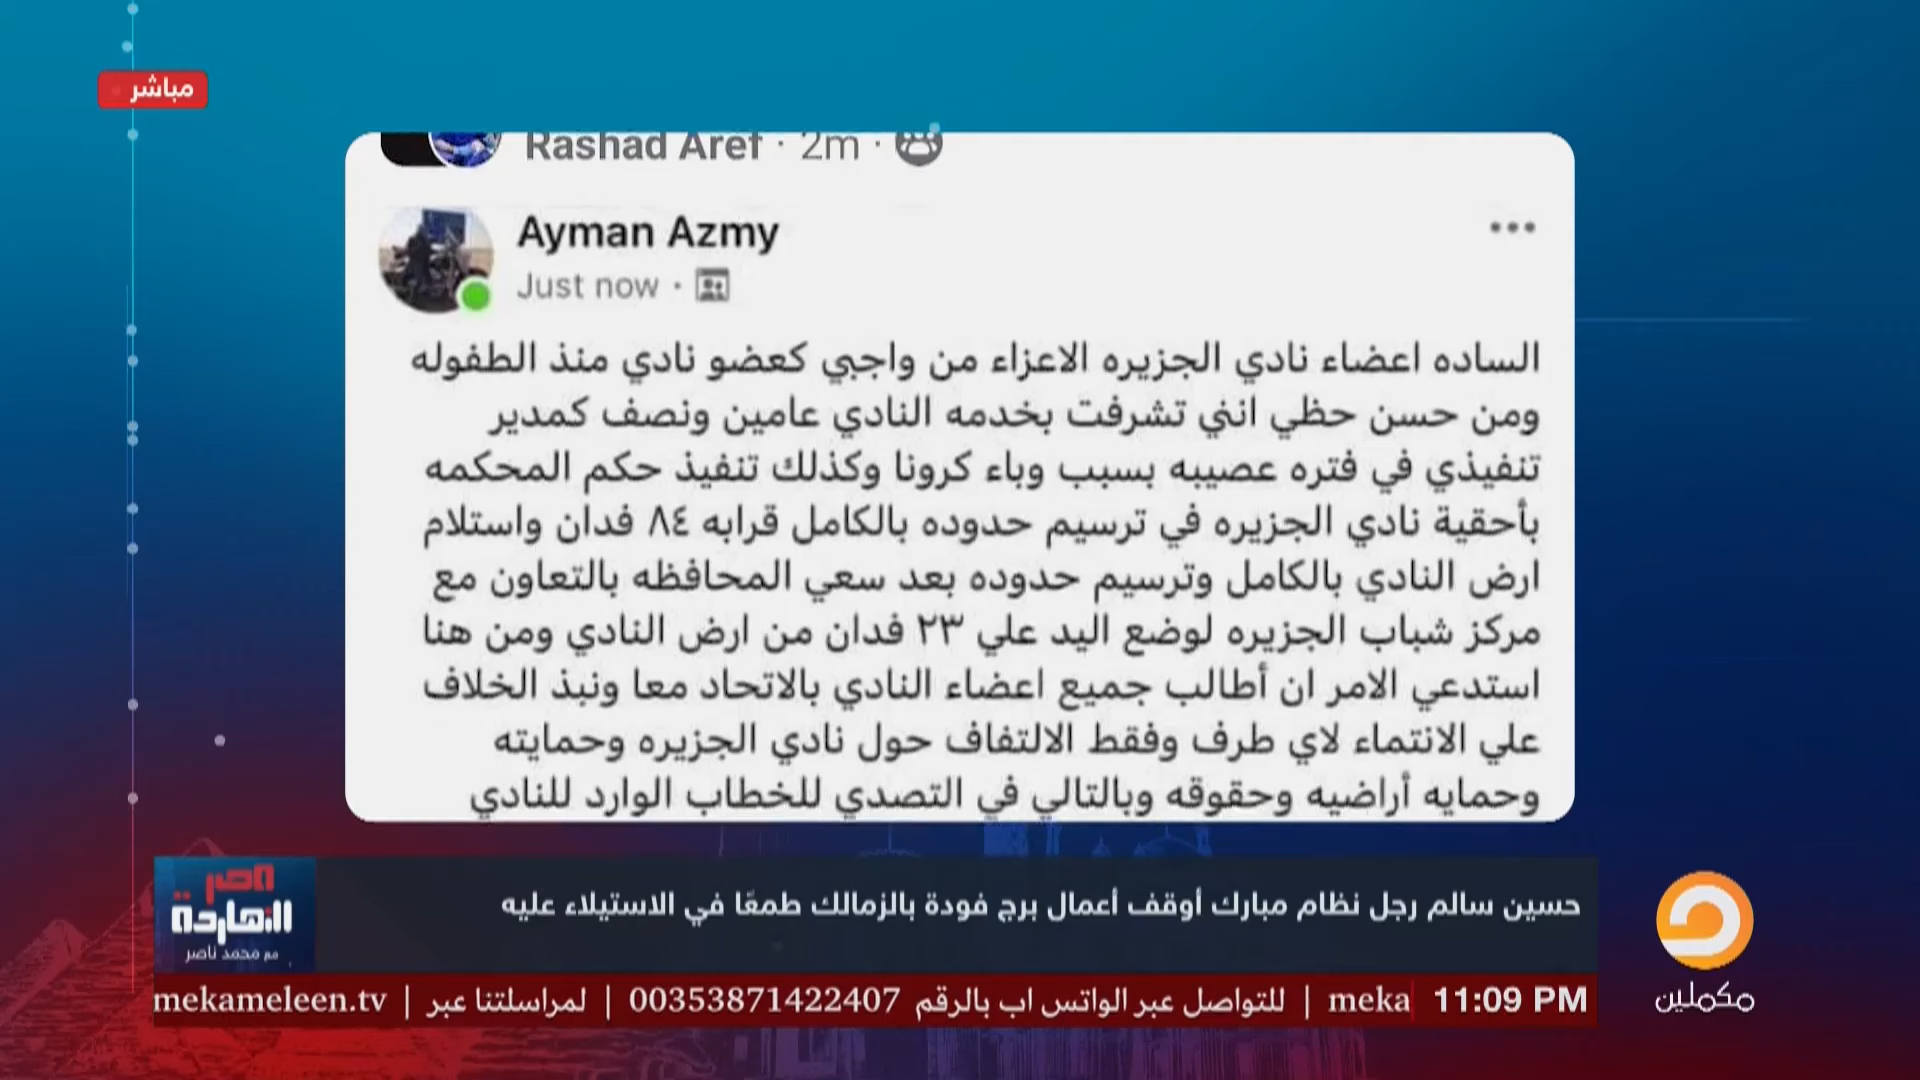 مباشر
Rashad Aref · 2m ·
Ayman Azmy
Just now ·
الساده اعضاء نادي الجزيره الاعزاء من واجبي كعضو نادي منذ الطفوله
ومن حسن حظي انني تشرفت بخدمه النادي عامين ونصف كمدير
تنفيذي في فتره عصيبه بسبب وباء كرونا وكذلك تنفيذ حكم المحكمه
بأحقية نادي الجزيره في ترسيم حدوده بالكامل قرابه ٨٤ فدان واستلام
ارض النادي بالكامل وترسيم حدوده بعد سعي المحافظه بالتعاون مع
مركز شباب الجزيره لوضع اليد علي ٢٣ فدان من ارض النادي ومن هنا
استدعي الامر ان أطالب جميع اعضاء النادي بالاتحاد معا ونبذ الخلاف
علي الانتماء لاي طرف وفقط الالتفاف حول نادي الجزيره وحمايته
وحمايه أراضيه وحقوقه وبالتالي في التصدي للخطاب الوارد للنادي
حسين سالم رجل نظام مبارك أوقف أعمال برج فودة بالزمالك طمعًا في الاستيلاء عليه
مصر
النهاردة
مع محمد ناصر
11:09 PM
meka | للتواصل عبر الواتس اب بالرقم 00353871422407 | لمراسلتنا عبر | mekameleen.tv
مكملين